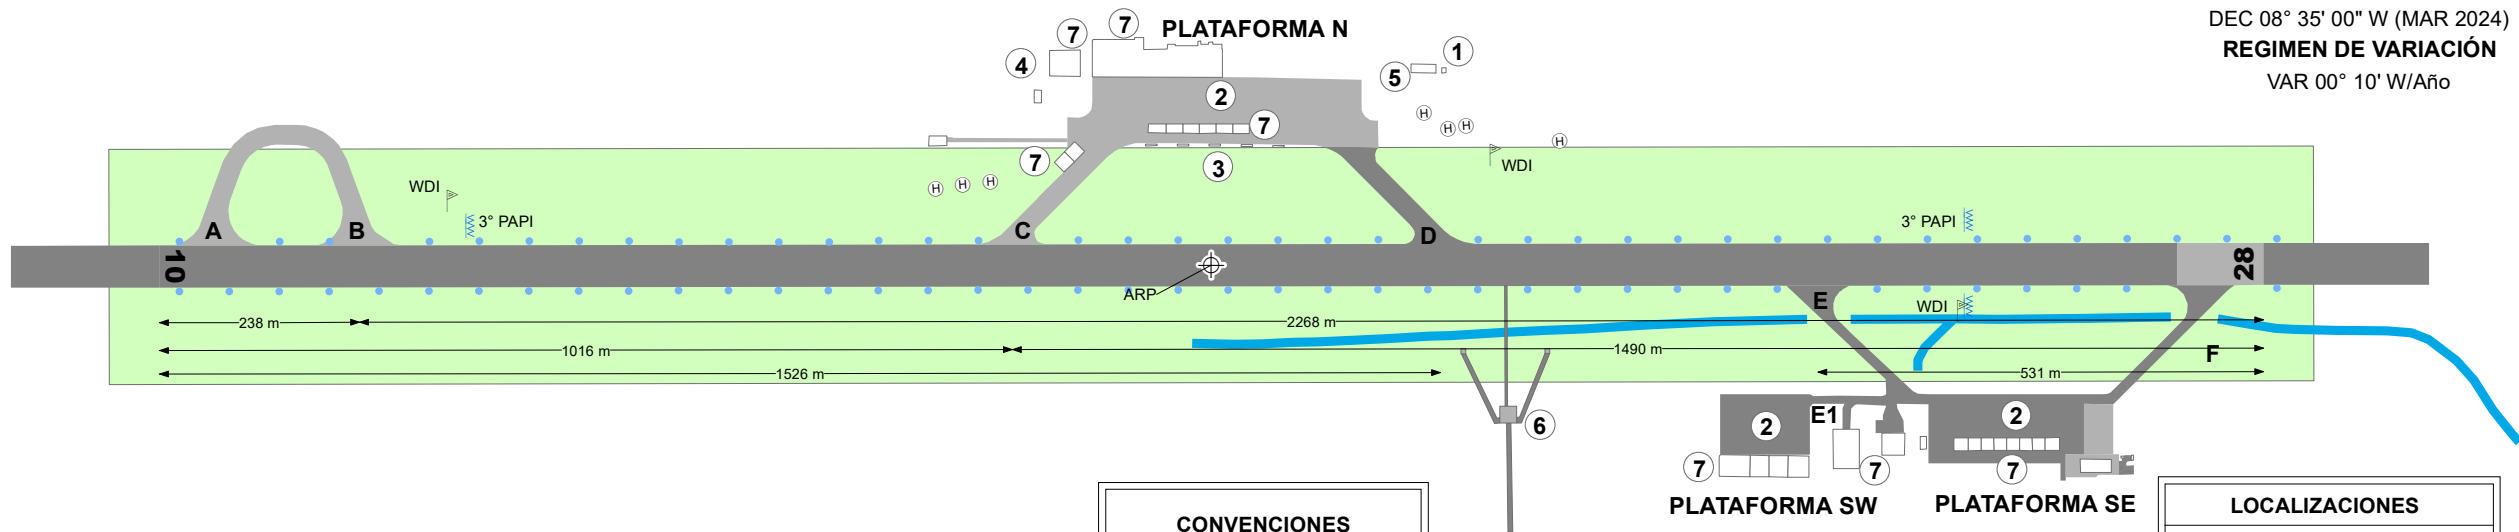 DEC 08° 35' 00" W (MAR 2024)
REGIMEN DE VARIACIÓN
VAR 00° 10' W/Año
7
7
PLATAFORMA N
4
1
5
2
7
H
H
H
H
7
3
WDI
H
H
H
WDI
3° PAPI
3° PAPI
A
B
C
D
10
28
ARP
E
WDI
238 m
2268 m
1016 m
1490 m
F
1526 m
531 m
6
2
E1
2
7
7
7
PLATAFORMA SW
PLATAFORMA SE
CONVENCIONES
LOCALIZACIONES